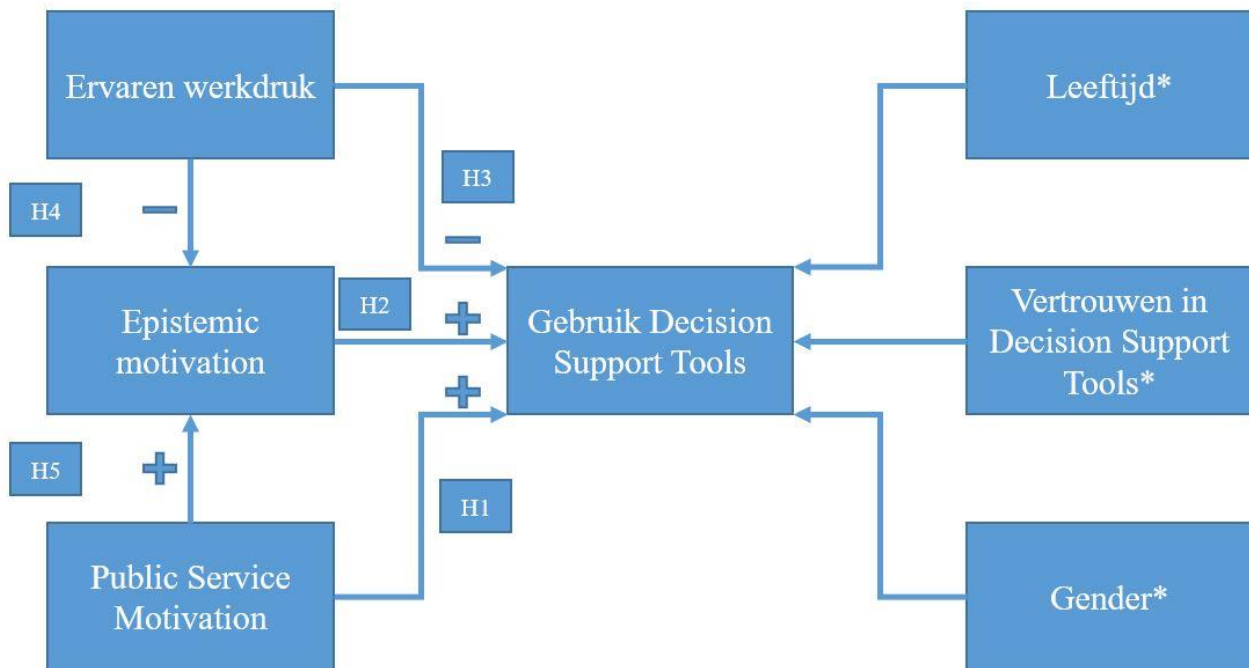 Ervaren werkdruk
Leeftijd*
H3
H4
–
–
H2
Epistemic
motivation
+
Gebruik Decision
Support Tools
Vertrouwen in
Decision Support
Tools*
+
H5
+
H1
Public Service
Motivation
Gender*